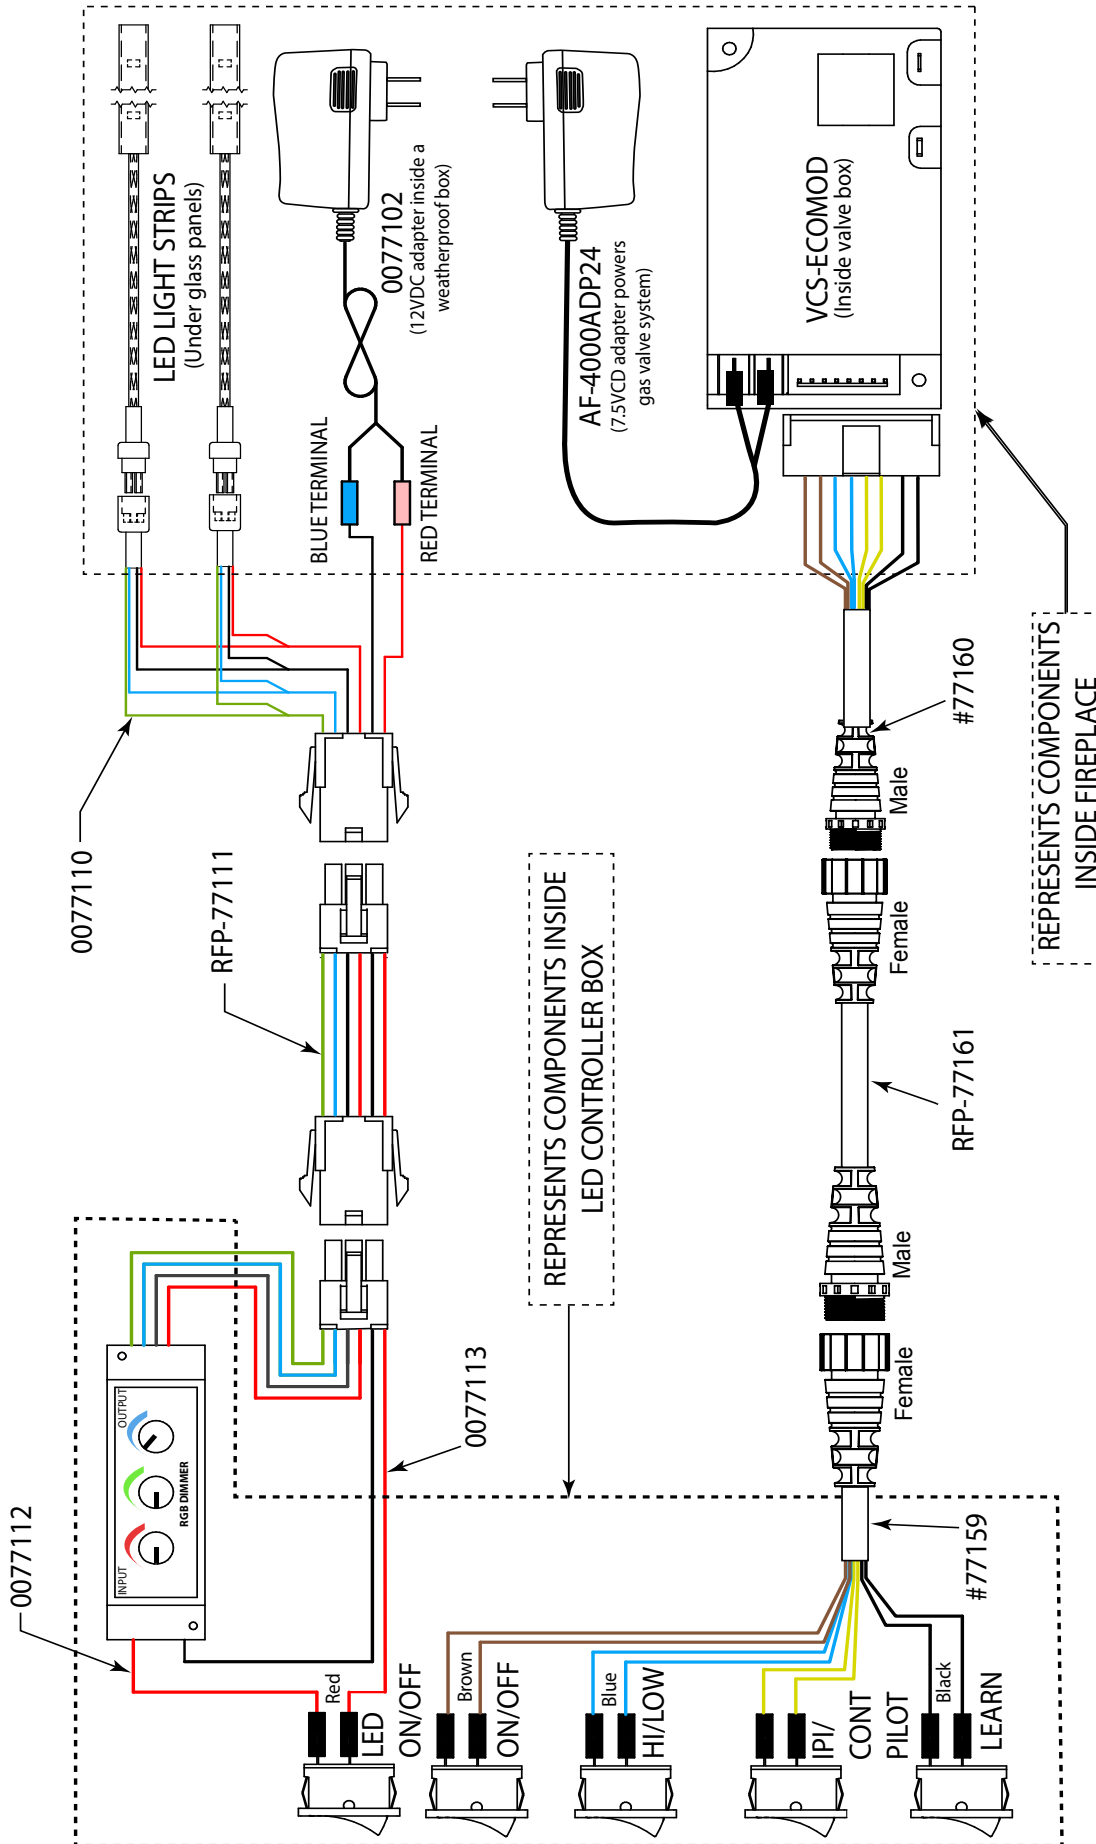 LED LIGHT STRIPS
(Under glass panels)
0077102
(12VDC adapter inside a
weatherproof box)
BLUE TERMINAL
RED TERMINAL
AF-4000ADP24
(7.5VCD adapter powers
gas valve system)
VCS-ECOMOD
(Inside valve box)
0077110
RFP-77111
REPRESENTS COMPONENTS INSIDE
LED CONTROLLER BOX
REPRESENTS COMPONENTS
INSIDE FIREPLACE
#77160
Male
Female
RFP-77161
Male
Female
#77159
0077112
0077113
INPUT
OUTPUT
RGB DIMMER
Red
LED
ON/OFF
Brown
ON/OFF
Blue
HI/LOW
IPI/
CONT
PILOT
Black
LEARN